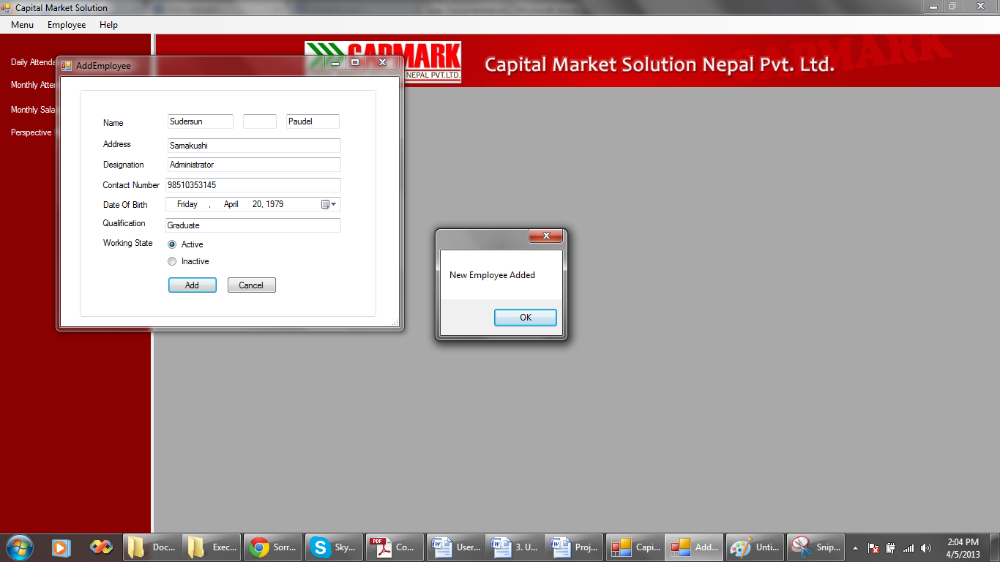 Capital Market Solution
Menu Employee Help
CAPMARK
NEPAL PVT.LTD.
Capital Market Solution Nepal Pvt. Ltd.
CAPMARK
Daily Attenda
Monthly Atte
Monthly Sala
Perspective
AddEmployee
Name Sudersun Paudel
Address Samakushi
Designation Administrator
Contact Number 98510353145
Date Of Birth Friday , April 20, 1979
Qualification Graduate
Working State Active
Inactive
Add Cancel
New Employee Added
OK
Doc... Exec... Sorr... Sky... PDF Co... User... 3. U... Proj... Capi... Add... Unti... Snip...
2:04 PM
4/5/2013